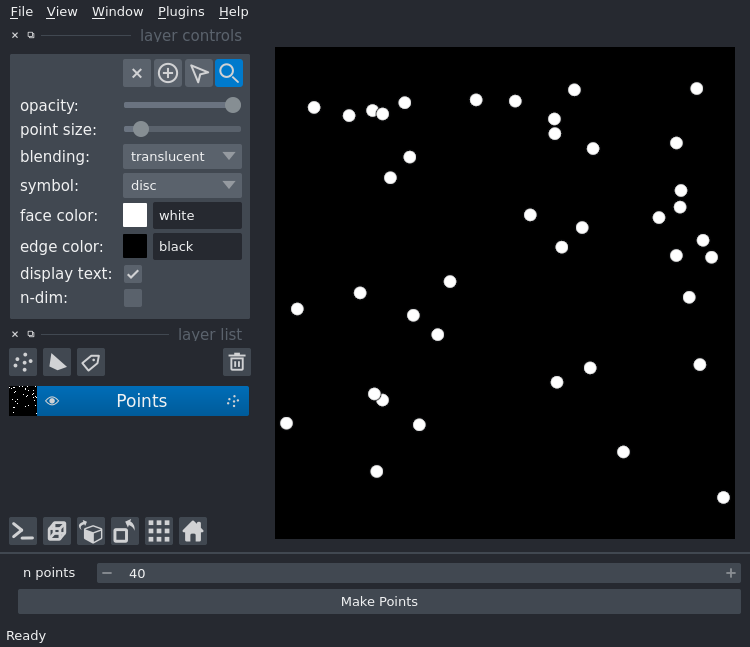 File View Window Plugins Help
layer controls
opacity:
point size:
blending: translucent
symbol: disc
face color: white
edge color: black
display text:
n-dim:
layer list
Points
n points 40
Make Points
Ready